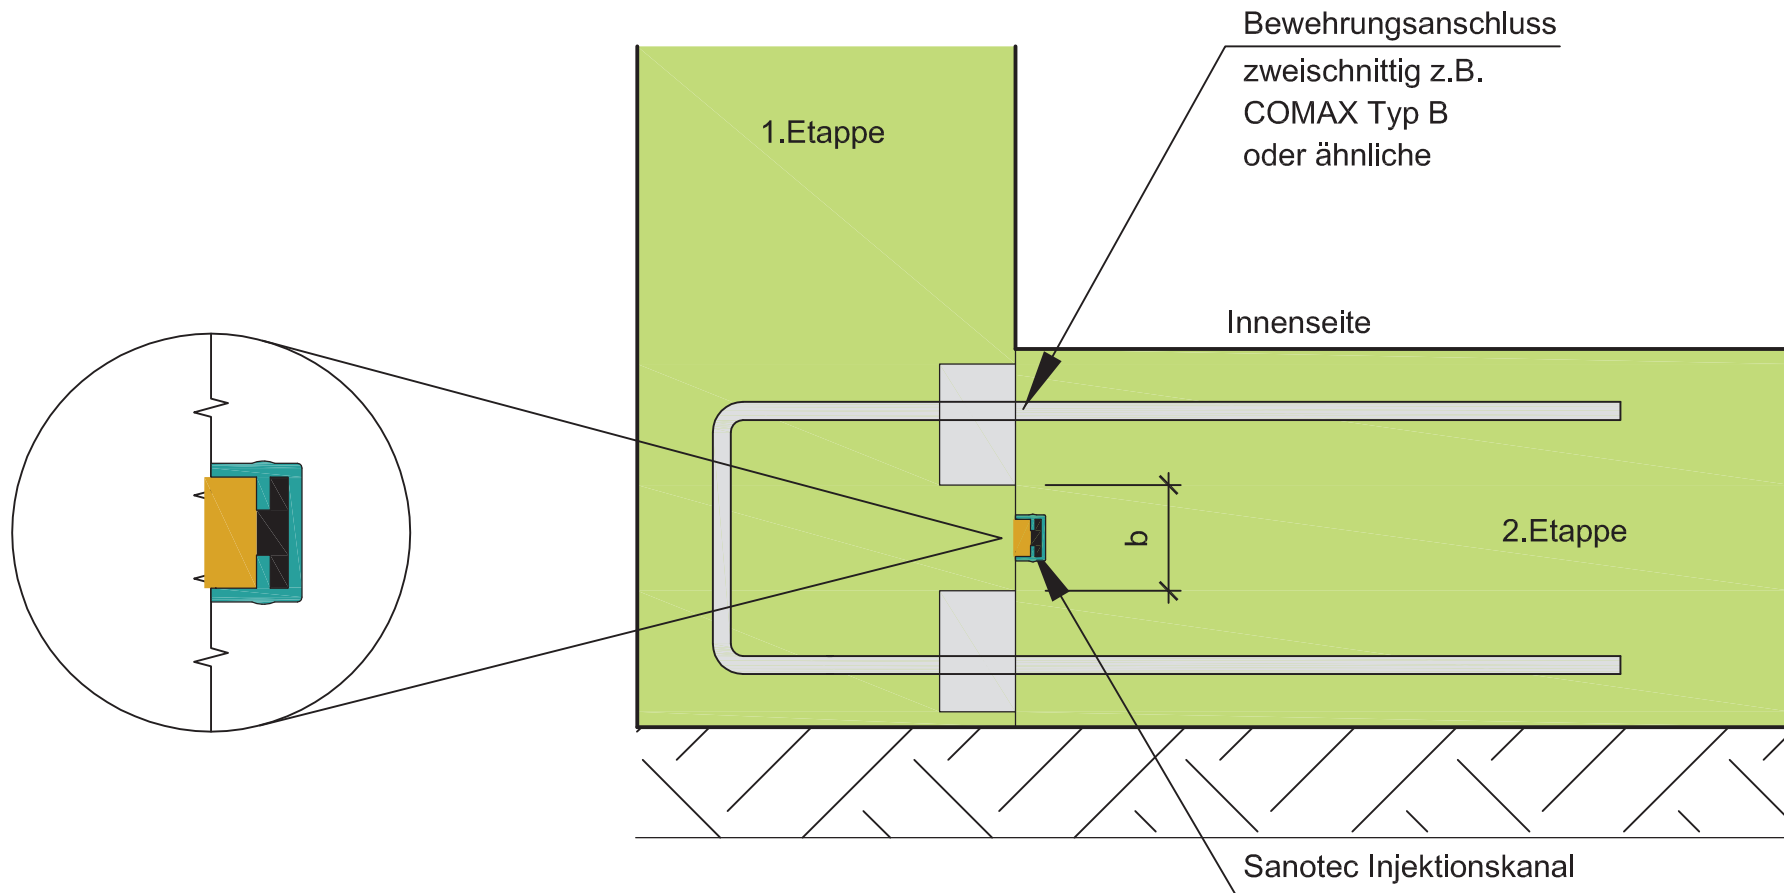 Bewehrungsanschluss
zweischnittig z.B.
COMAX Typ B
oder ähnliche
1.Etappe
Innenseite
2.Etappe
b
Sanotec Injektionskanal